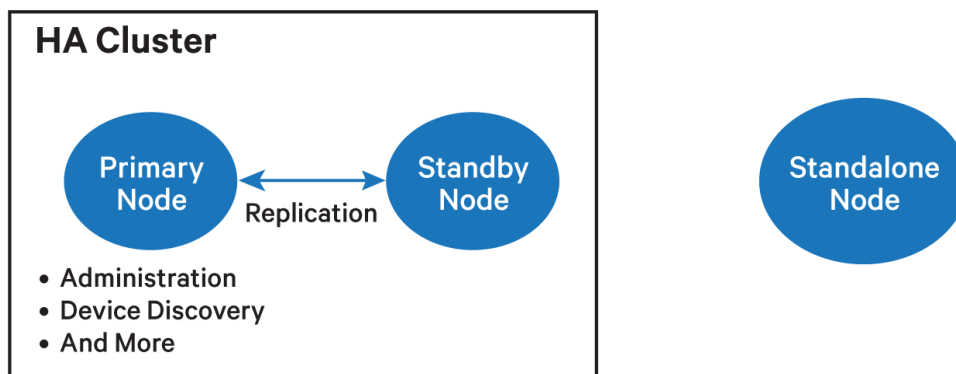 HA Cluster
Primary
Node
Replication
Standby
Node
• Administration
• Device Discovery
• And More
Standalone
Node